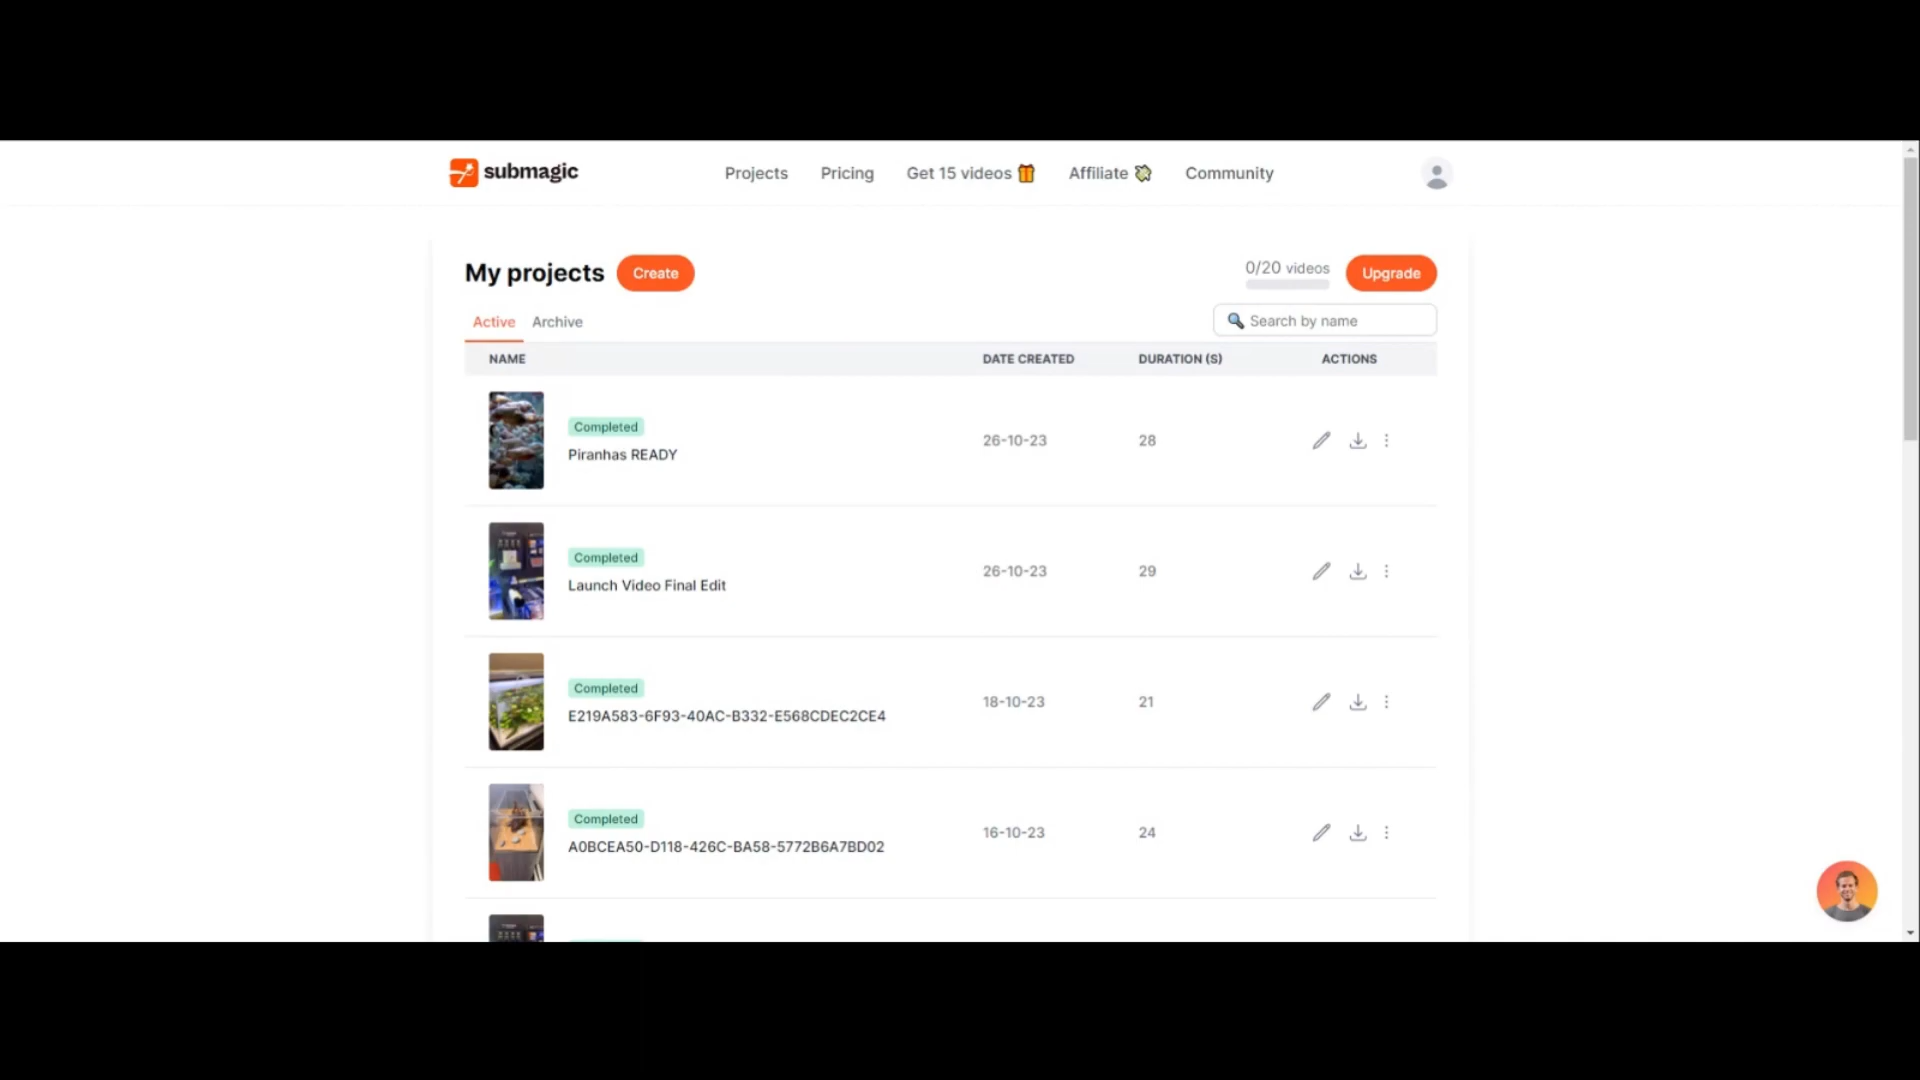 submagic
Projects
Pricing
Get 15 videos
Affiliate
Community
My projects
Create
0/20 videos
Upgrade
Active
Archive
Search by name
NAME
DATE CREATED
DURATION (S)
ACTIONS
Completed
Piranhas READY
26-10-23
28
Completed
Launch Video Final Edit
26-10-23
29
Completed
E219A583-6F93-40AC-B332-E568CDEC2CE4
18-10-23
21
Completed
A0BCEA50-D118-426C-BA58-5772B6A7BD02
16-10-23
24